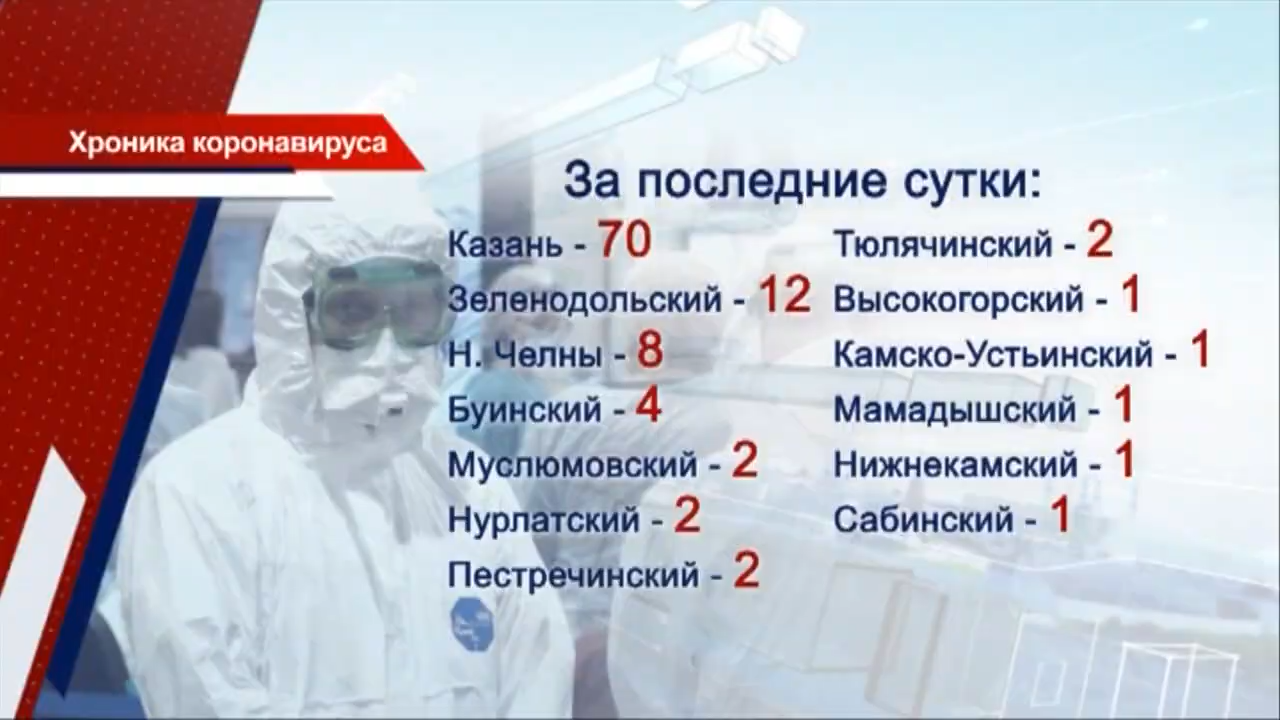 Хроника коронавируса
За последние сутки:
Казань - 70
Зеленодольский - 12
Н. Челны - 8
Буинский - 4
Муслюмовский - 2
Нурлатский - 2
Пестречинский - 2
Тюлячинский - 2
Высокогорский - 1
Камско-Устьинский - 1
Мамадышский - 1
Нижнекамский - 1
Сабинский - 1